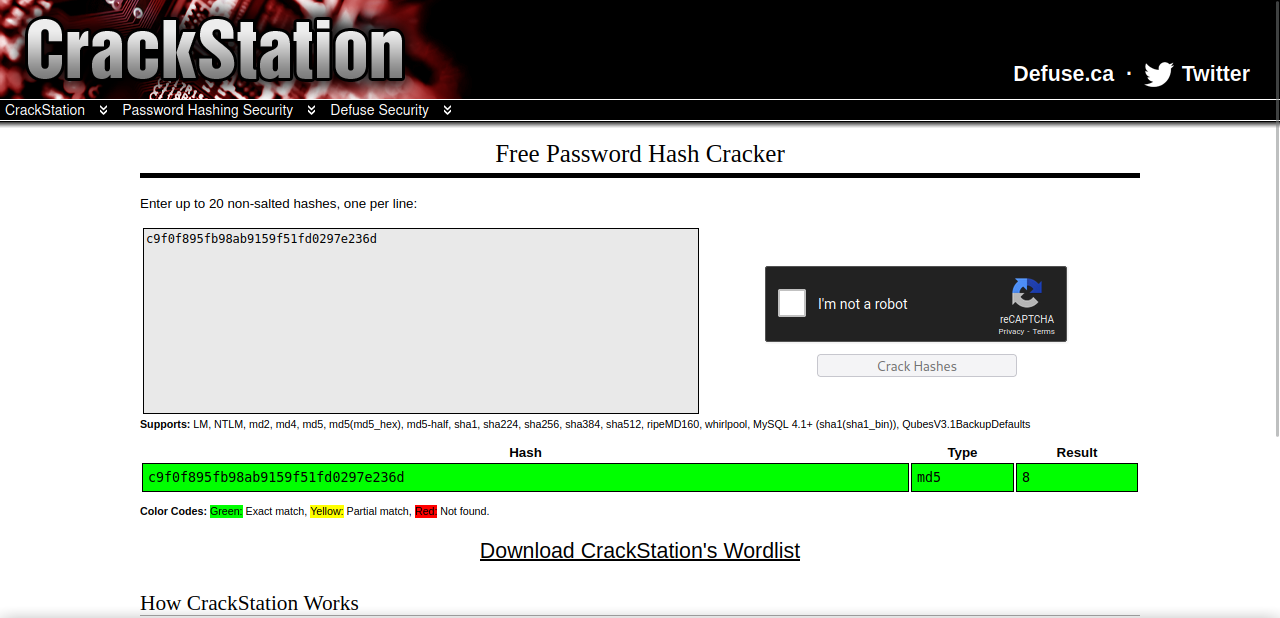 CrackStation
Defuse.ca · Twitter
CrackStation Password Hashing Security Defuse Security
Free Password Hash Cracker
Enter up to 20 non-salted hashes, one per line:
c9f0f895fb98ab9159f51fd0297e236d
I'm not a robot
reCAPTCHA
Privacy - Terms
Crack Hashes
Supports: LM, NTLM, md2, md4, md5, md5(md5_hex), md5-half, sha1, sha224, sha256, sha384, sha512, ripeMD160, whirlpool, MySQL 4.1+ (sha1(sha1_bin)), QubesV3.1BackupDefaults
Hash Type Result
c9f0f895fb98ab9159f51fd0297e236d md5 8
Color Codes: Green: Exact match, Yellow: Partial match, Red: Not found.
Download CrackStation's Wordlist
How CrackStation Works